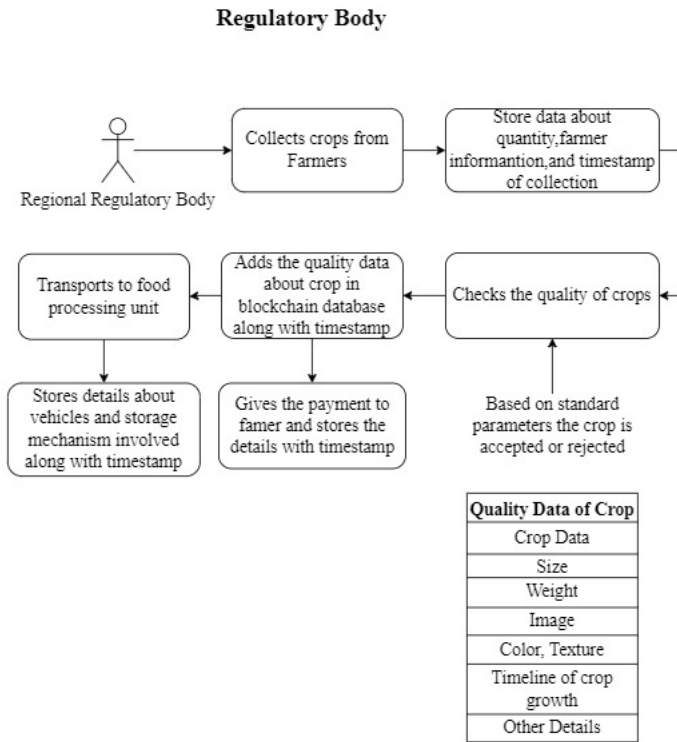 Regulatory Body
Collects crops from
Farmers
Store data about
quantity,farmer
informantion,and timestamp
of collection
Regional Regulatory Body
Checks the quality of crops
Adds the quality data
about crop in
blockchain database
along with timestamp
Transports to food
processing unit
Stores details about
vehicles and storage
mechanism involved
along with timestamp
Gives the payment to
famer and stores the
details with timestamp
Based on standard
parameters the crop is
accepted or rejected
Quality Data of Crop
Crop Data
Size
Weight
Image
Color, Texture
Timeline of crop
growth
Other Details